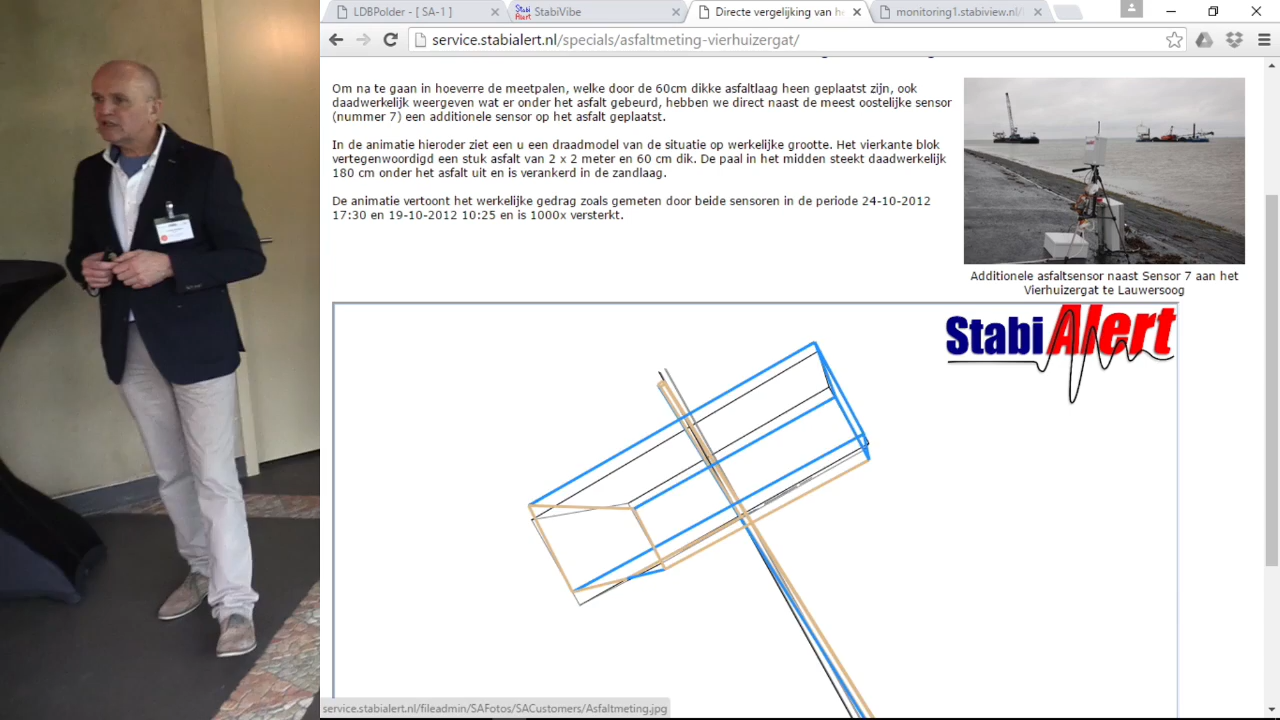 LDBPolder - [ SA-1 ]
Stabi Alert
StabiVibe
Directe vergelijking van h
monitoring1.stabiview.nl/
service.stabialert.nl/specials/asfaltmeting-vierhuizergat/
Om na te gaan in hoeverre de meetpalen, welke door de 60cm dikke asfaltlaag heen geplaatst zijn, ook
daadwerkelijk weergeven wat er onder het asfalt gebeurd, hebben we direct naast de meest oostelijke sensor
(nummer 7) een additionele sensor op het asfalt geplaatst.
In de animatie hieroder ziet een u een draadmodel van de situatie op werkelijke grootte. Het vierkante blok
vertegenwoordigd een stuk asfalt van 2 x 2 meter en 60 cm dik. De paal in het midden steekt daadwerkelijk
180 cm onder het asfalt uit en is verankerd in de zandlaag.
De animatie vertoont het werkelijke gedrag zoals gemeten door beide sensoren in de periode 24-10-2012
17:30 en 19-10-2012 10:25 en is 1000x versterkt.
Additionele asfaltsensor naast Sensor 7 aan het
Vierhuizergat te Lauwersoog
StabiAlert
service.stabialert.nl/fileadmin/SAFotos/SACustomers/Asfaltmeting.jpg